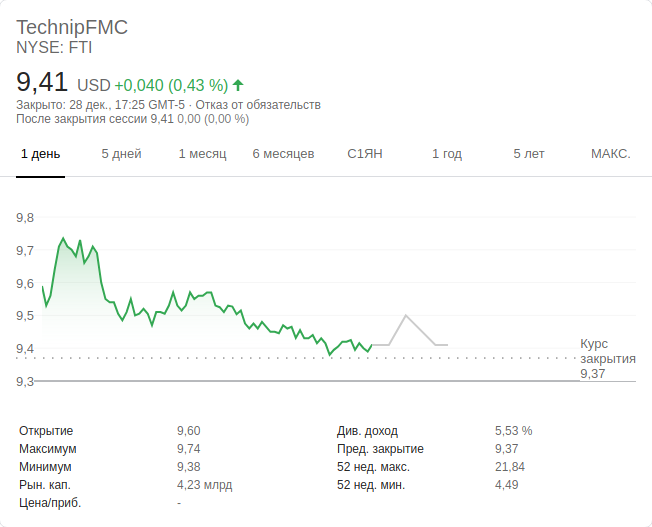 TechnipFMC
NYSE: FTI
9,41 USD +0,040 (0,43 %)
Закрыто: 28 дек., 17:25 GMT-5 · Отказ от обязательств
После закрытия сессии 9,41 0,00 (0,00 %)
1 день 5 дней 1 месяц 6 месяцев С1ЯН 1 год 5 лет МАКС.
9,8
9,7
9,6
9,5
9,4
9,3
Курс
закрытия
9,37
Открытие 9,60 Див. доход 5,53 %
Максимум 9,74 Пред. закрытие 9,37
Минимум 9,38 52 нед. макс. 21,84
Рын. кап. 4,23 млрд 52 нед. мин. 4,49
Цена/приб. -